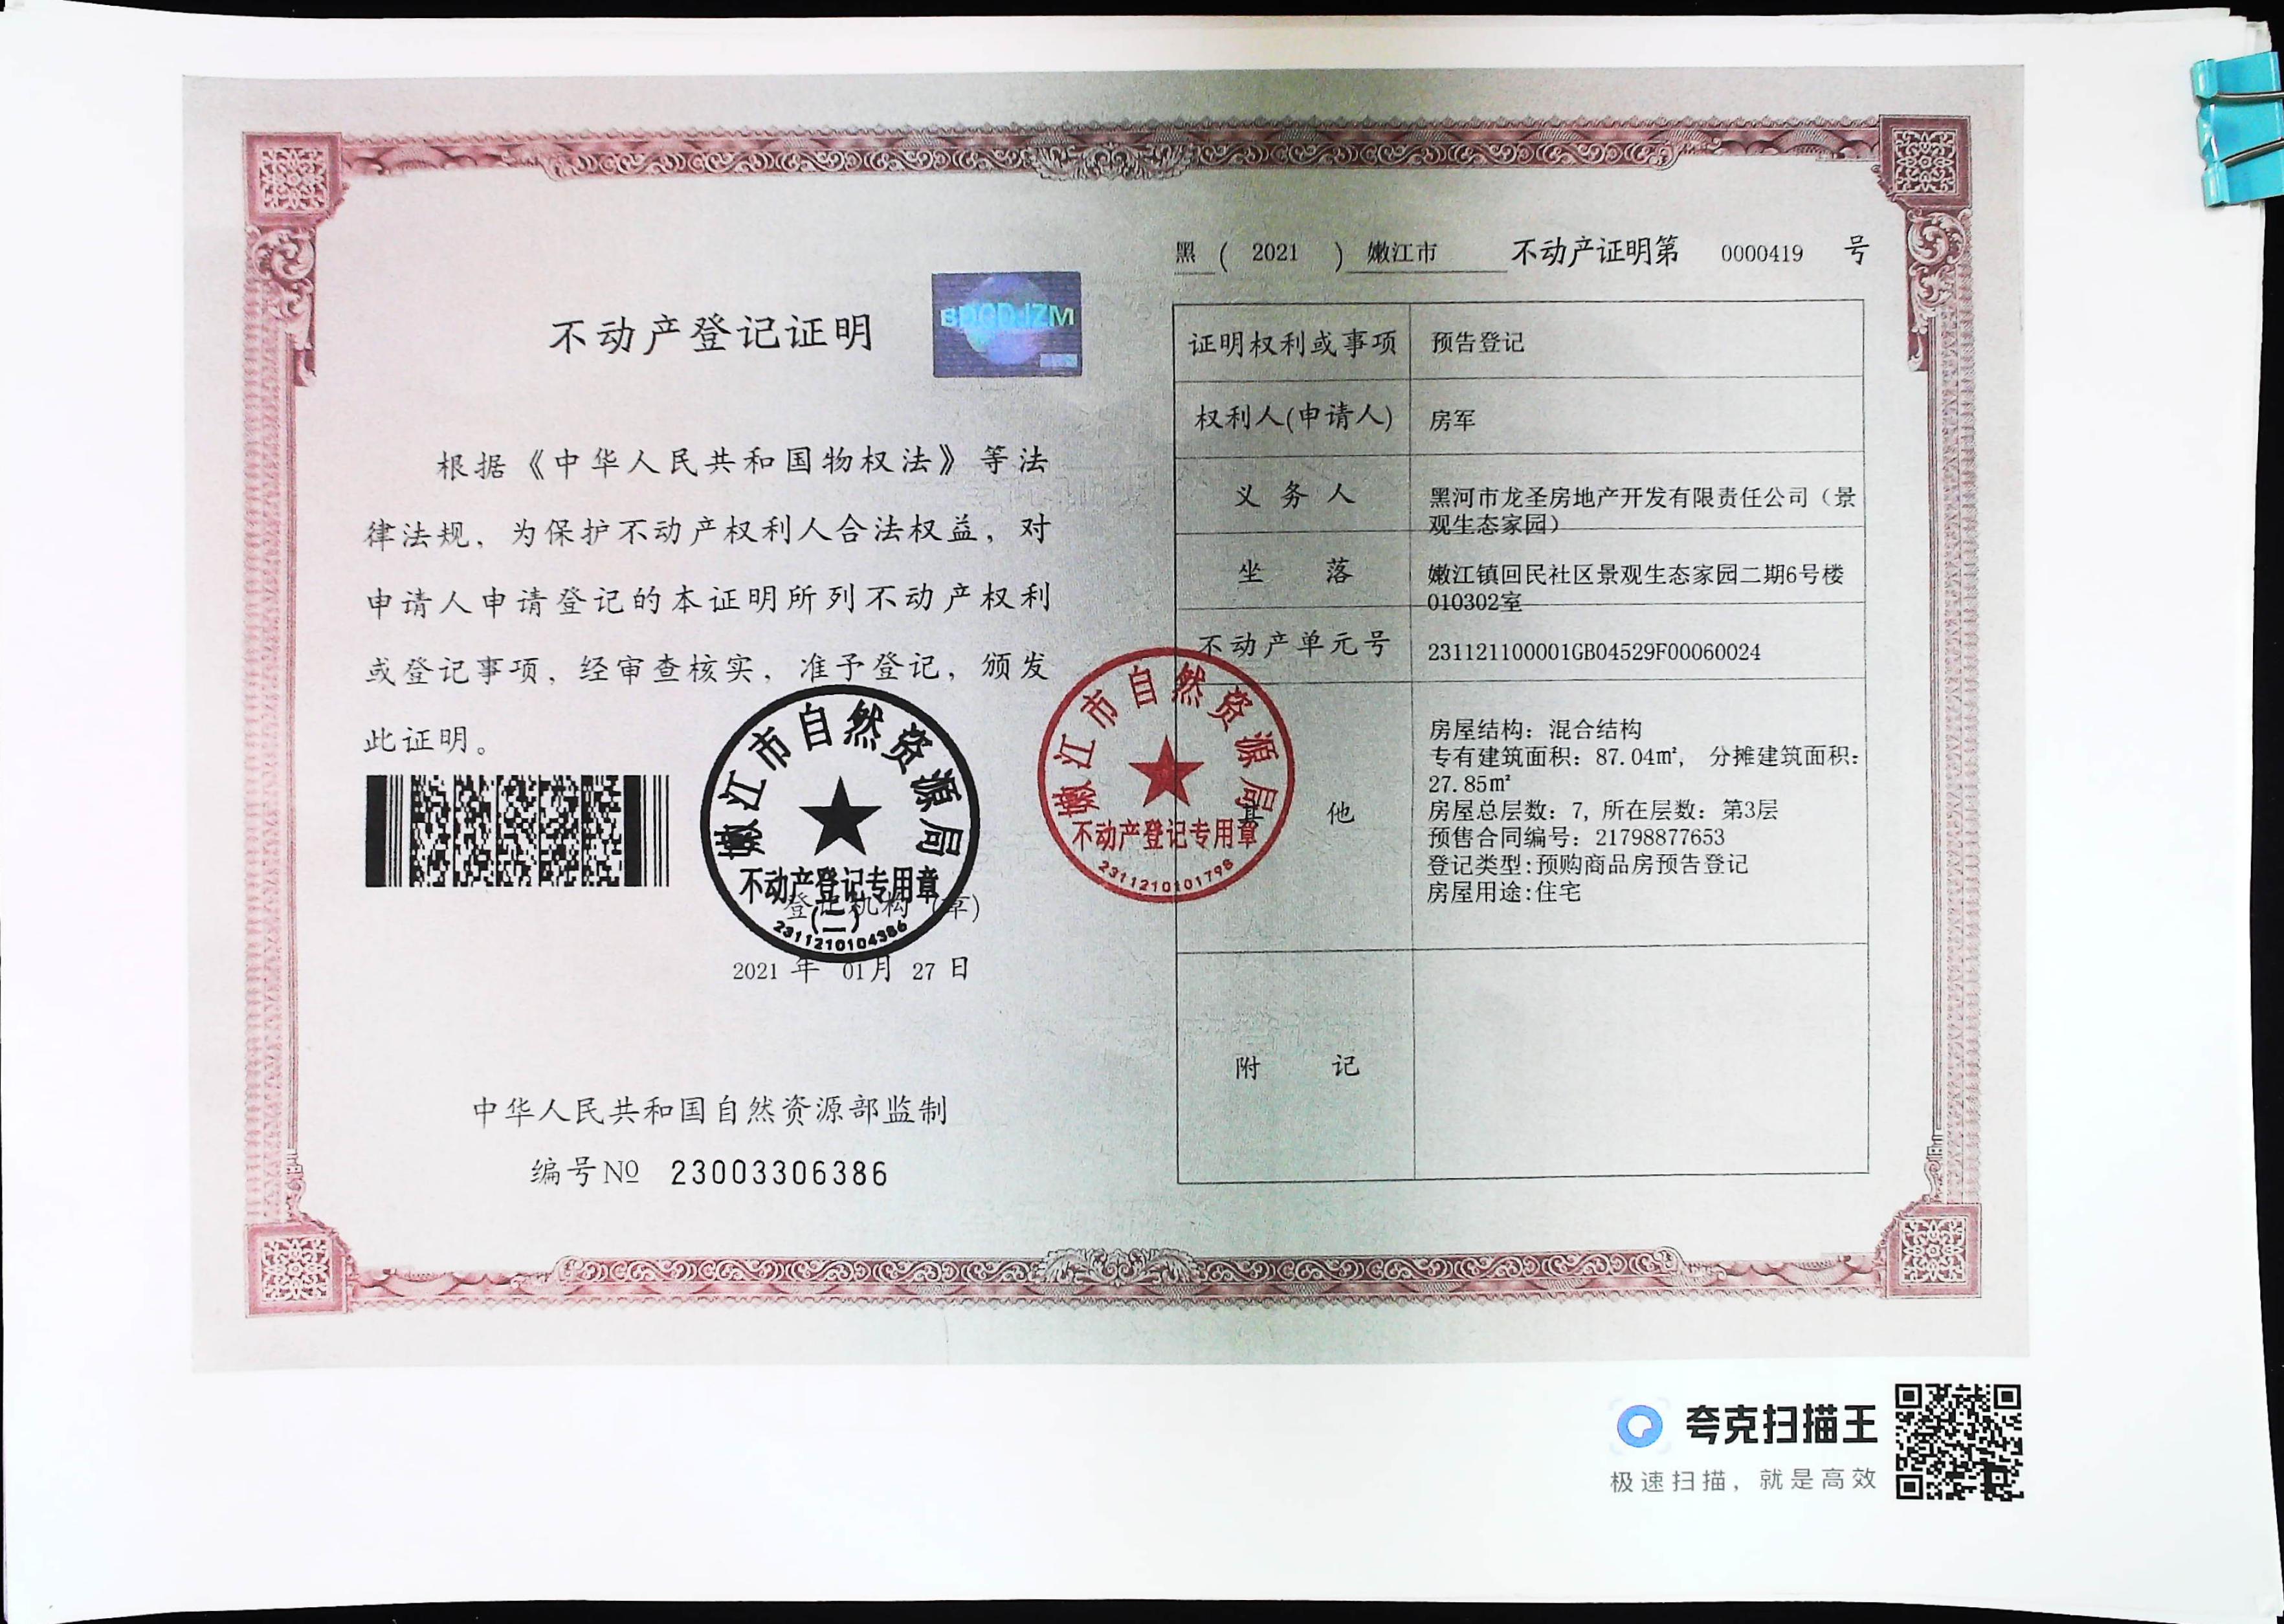 不动产登记证明
BDCDJZM
根据《中华人民共和国物权法》等法
律法规，为保护不动产权利人合法权益，对
申请人申请登记的本证明所列不动产权利
或登记事项，经审查核实，准予登记，颁发
此证明。
嫩江市自然资源局
不动产登记专用章
(二)
2311210104386
登记机构（章）
2021 年 01月 27 日
中华人民共和国自然资源部监制
编号№ 23003306386
黑 ( 2021 ) 嫩江市 不动产证明第 0000419 号
证明权利或事项 预告登记
权利人(申请人) 房军
义务人 黑河市龙圣房地产开发有限责任公司（景
观生态家园）
坐落 嫩江镇回民社区景观生态家园二期6号楼
010302室
不动产单元号 231121100001GB04529F00060024
嫩江市自然资源局
不动产登记专用章
2311210101798
其他
房屋结构：混合结构
专有建筑面积：87.04㎡， 分摊建筑面积：
27.85㎡
房屋总层数：7，所在层数：第3层
预售合同编号：21798877653
登记类型:预购商品房预告登记
房屋用途:住宅
附记
夸克扫描王
极速扫描，就是高效